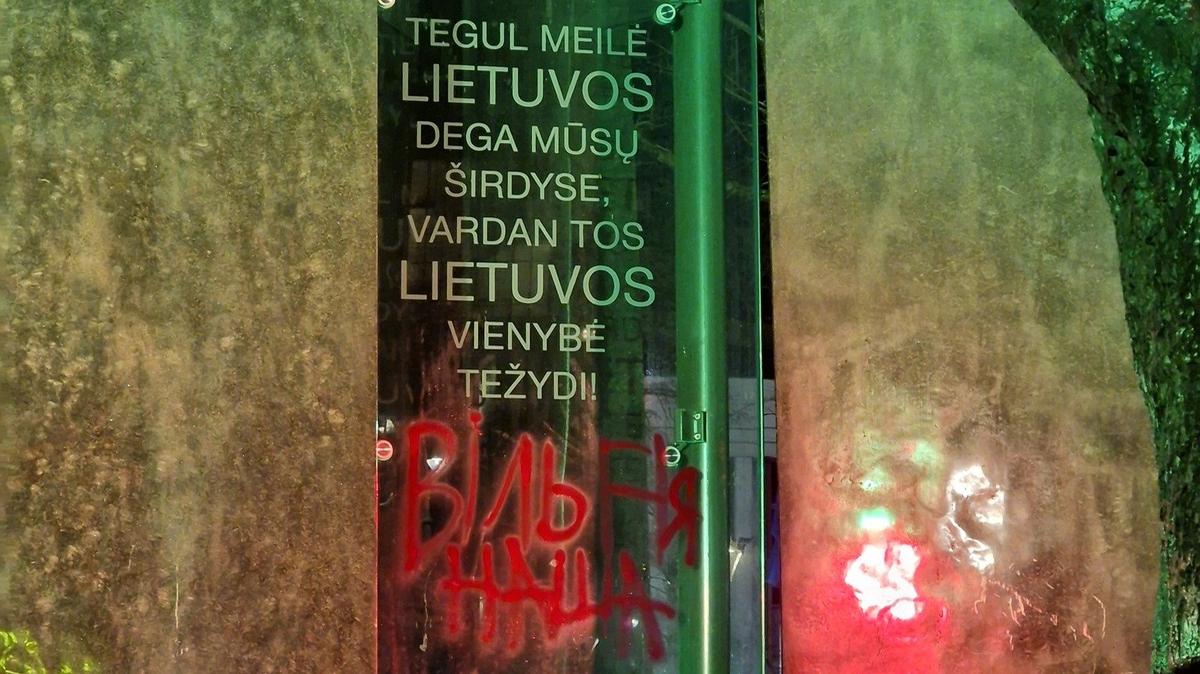 TEGUL MEILĖ
LIETUVOS
DEGA MŪSŲ
ŠIRDYSE,
VARDAN TOS
LIETUVOS
VIENYBĖ
TEŽYDI!
ВІЛЬНЯ
НАША